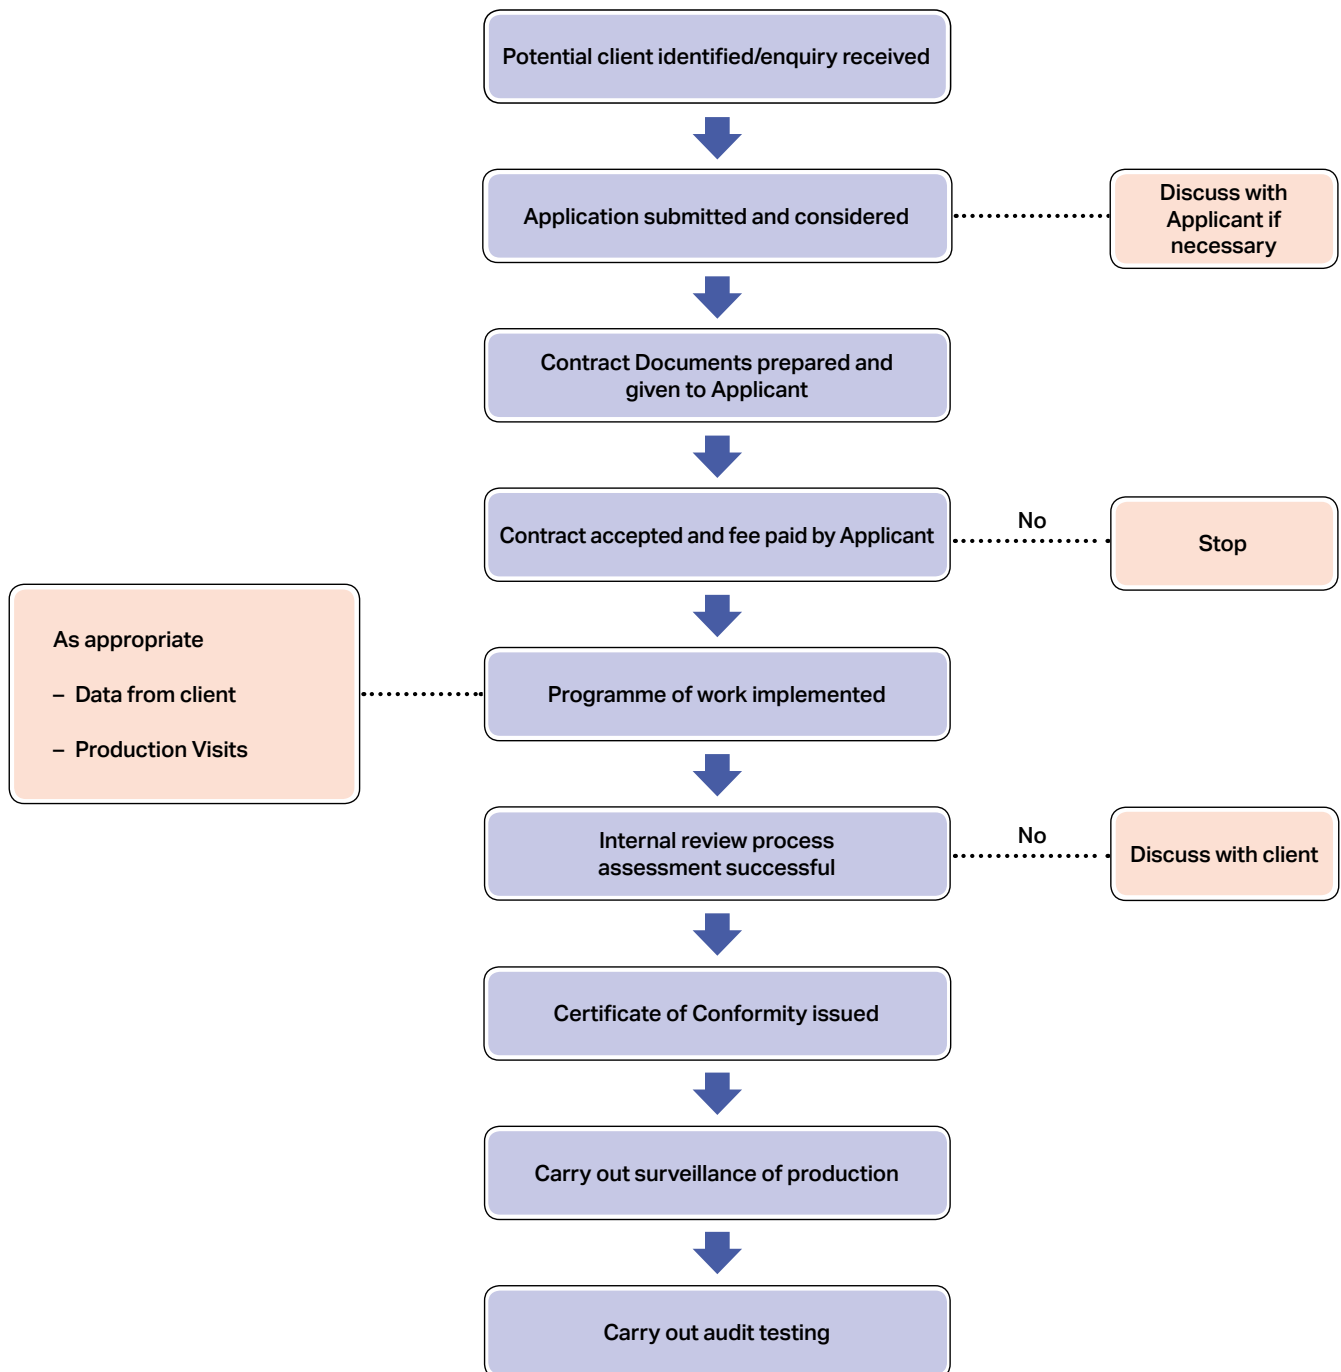 Potential client identified/enquiry received
Application submitted and considered
Discuss with
Applicant if
necessary
Contract Documents prepared and
given to Applicant
Contract accepted and fee paid by Applicant
No
Stop
As appropriate
– Data from client
– Production Visits
Programme of work implemented
Internal review process
assessment successful
No
Discuss with client
Certificate of Conformity issued
Carry out surveillance of production
Carry out audit testing